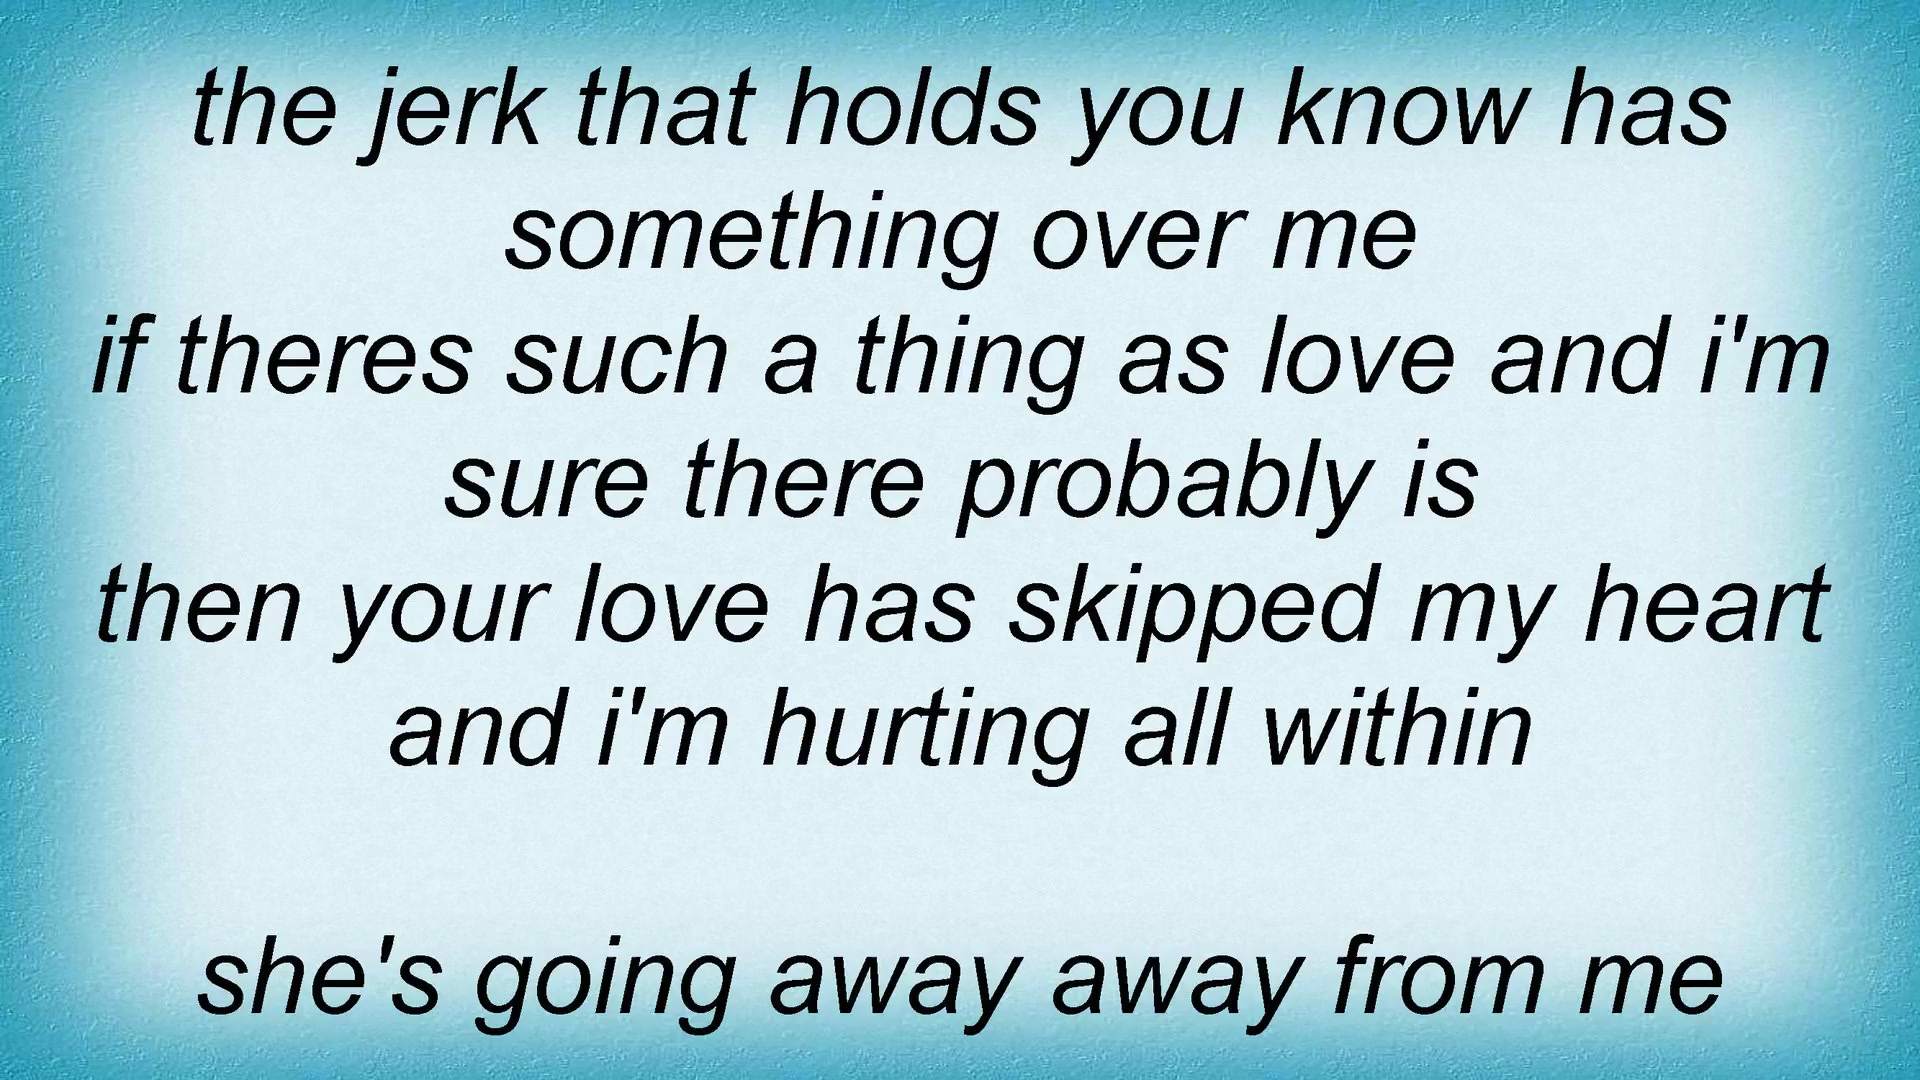 the jerk that holds you know has
something over me
if theres such a thing as love and i'm
sure there probably is
then your love has skipped my heart
and i'm hurting all within
she's going away away from me